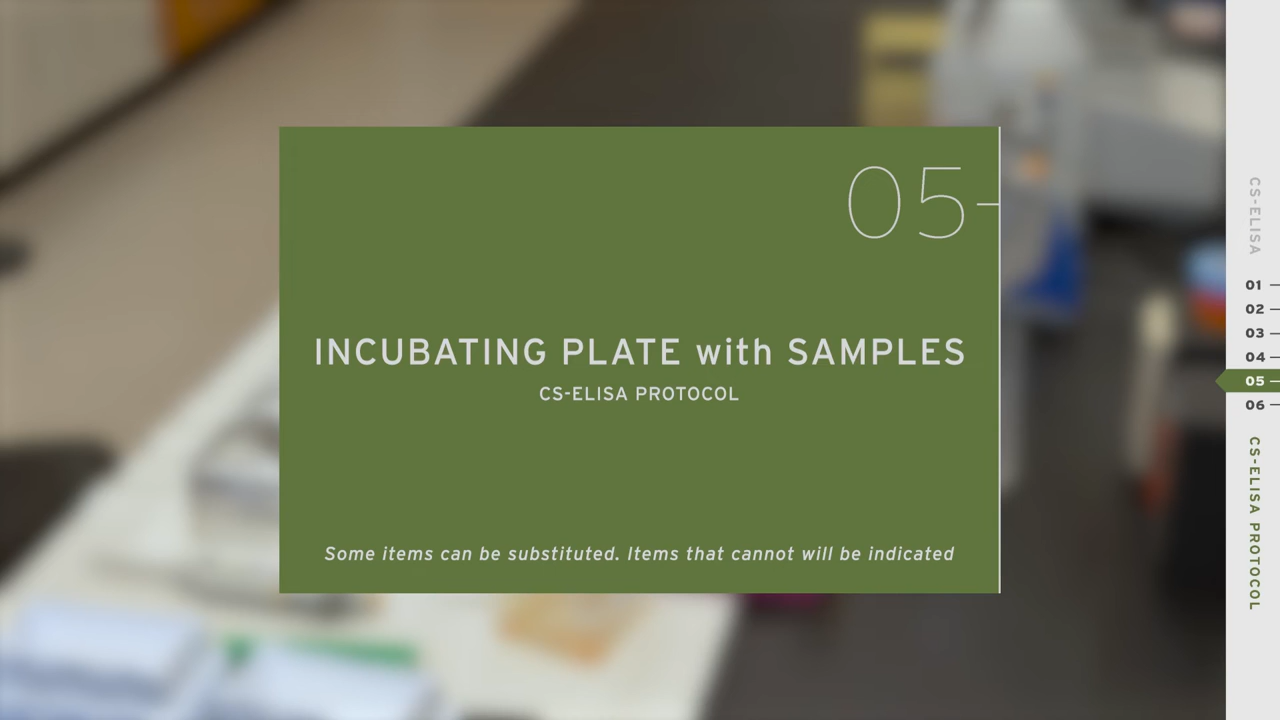 05-
INCUBATING PLATE with SAMPLES
CS-ELISA PROTOCOL
Some items can be substituted. Items that cannot will be indicated
CS-ELISA
01
02
03
04
05
06
CS-ELISA PROTOCOL